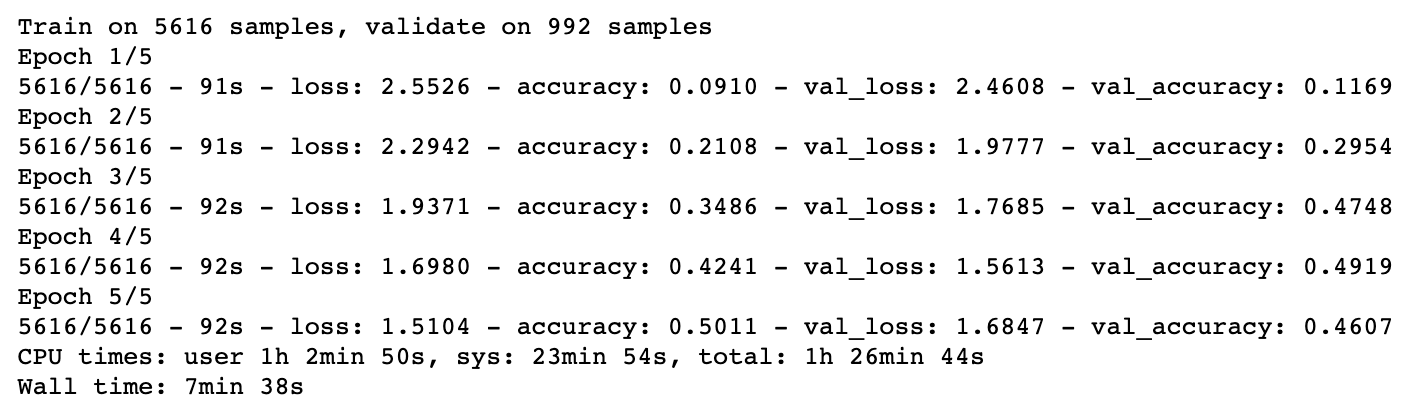 Train on 5616 samples, validate on 992 samples
Epoch 1/5
5616/5616 - 91s - loss: 2.5526 - accuracy: 0.0910 - val_loss: 2.4608 - val_accuracy: 0.1169
Epoch 2/5
5616/5616 - 91s - loss: 2.2942 - accuracy: 0.2108 - val_loss: 1.9777 - val_accuracy: 0.2954
Epoch 3/5
5616/5616 - 92s - loss: 1.9371 - accuracy: 0.3486 - val_loss: 1.7685 - val_accuracy: 0.4748
Epoch 4/5
5616/5616 - 92s - loss: 1.6980 - accuracy: 0.4241 - val_loss: 1.5613 - val_accuracy: 0.4919
Epoch 5/5
5616/5616 - 92s - loss: 1.5104 - accuracy: 0.5011 - val_loss: 1.6847 - val_accuracy: 0.4607
CPU times: user 1h 2min 50s, sys: 23min 54s, total: 1h 26min 44s
Wall time: 7min 38s